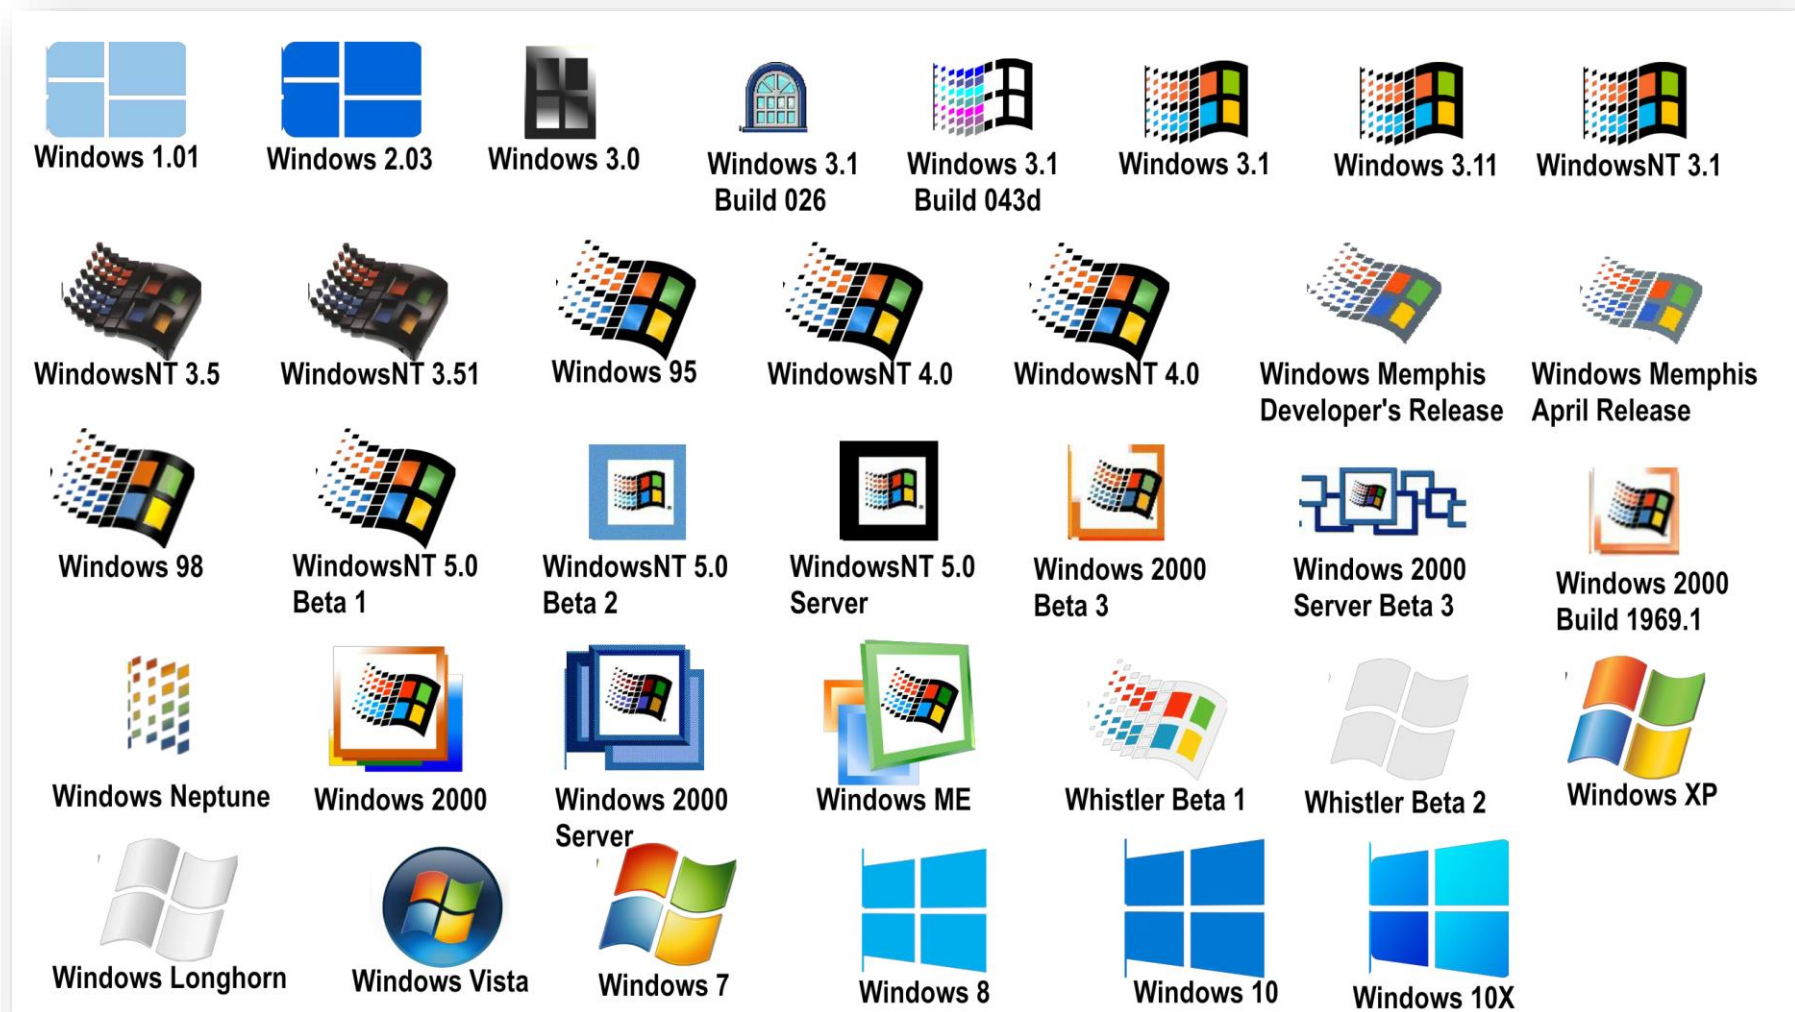 Windows 1.01
Windows 2.03
Windows 3.0
Windows 3.1
Build 026
Windows 3.1
Build 043d
Windows 3.1
Windows 3.11
WindowsNT 3.1
WindowsNT 3.5
WindowsNT 3.51
Windows 95
WindowsNT 4.0
WindowsNT 4.0
Windows Memphis
Developer's Release
Windows Memphis
April Release
Windows 98
WindowsNT 5.0
Beta 1
WindowsNT 5.0
Beta 2
WindowsNT 5.0
Server
Windows 2000
Beta 3
Windows 2000
Server Beta 3
Windows 2000
Build 1969.1
Windows Neptune
Windows 2000
Windows 2000
Server
Windows ME
Whistler Beta 1
Whistler Beta 2
Windows XP
Windows Longhorn
Windows Vista
Windows 7
Windows 8
Windows 10
Windows 10X